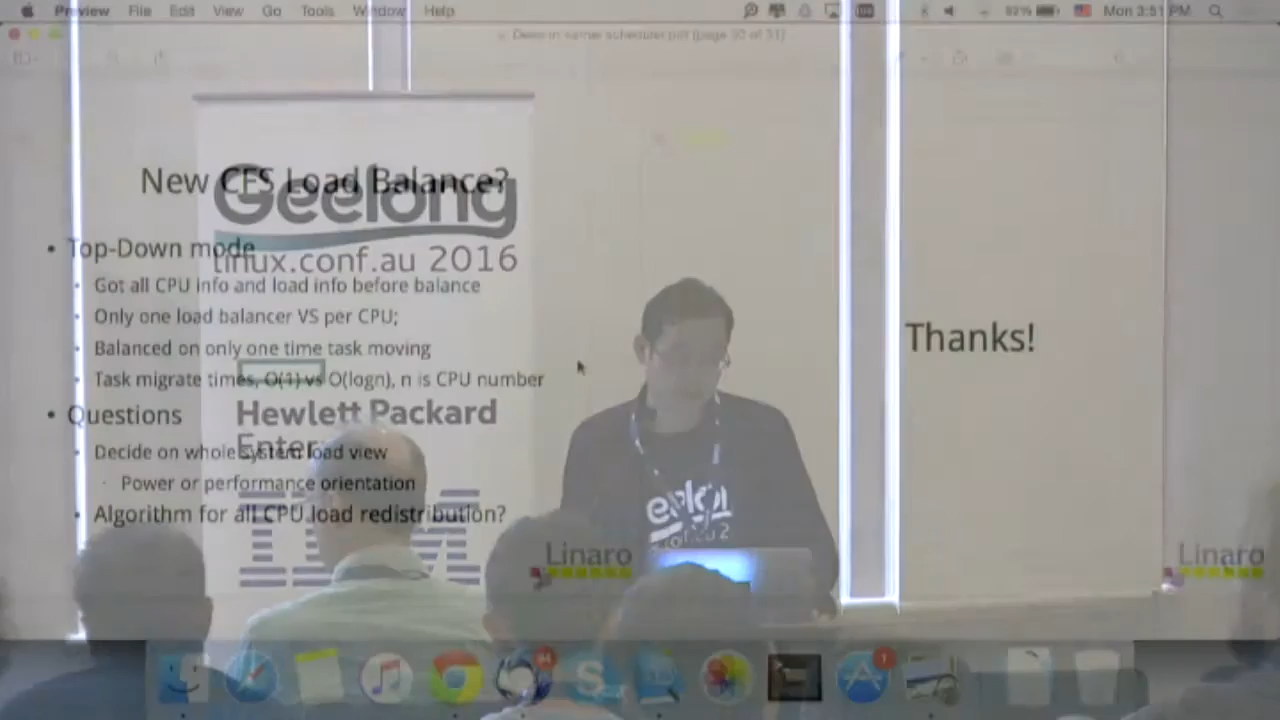 Preview File Edit View Go Tools Window Help
92% Mon 3:51 PM
New CFS Load Balance?
• Top-Down mode
• Got all CPU info and load info before balance
• Only one load balancer VS per CPU;
• Balanced on only one time task moving
• Task migrate times, O(1) vs O(logn), n is CPU number
• Questions
• Decide on whole system load view
· Power or performance orientation
• Algorithm for all CPU load redistribution?
Linaro
Thanks!
Linaro
Geelong
linux.conf.au 2016
Hewlett Packard
Enter
IBM